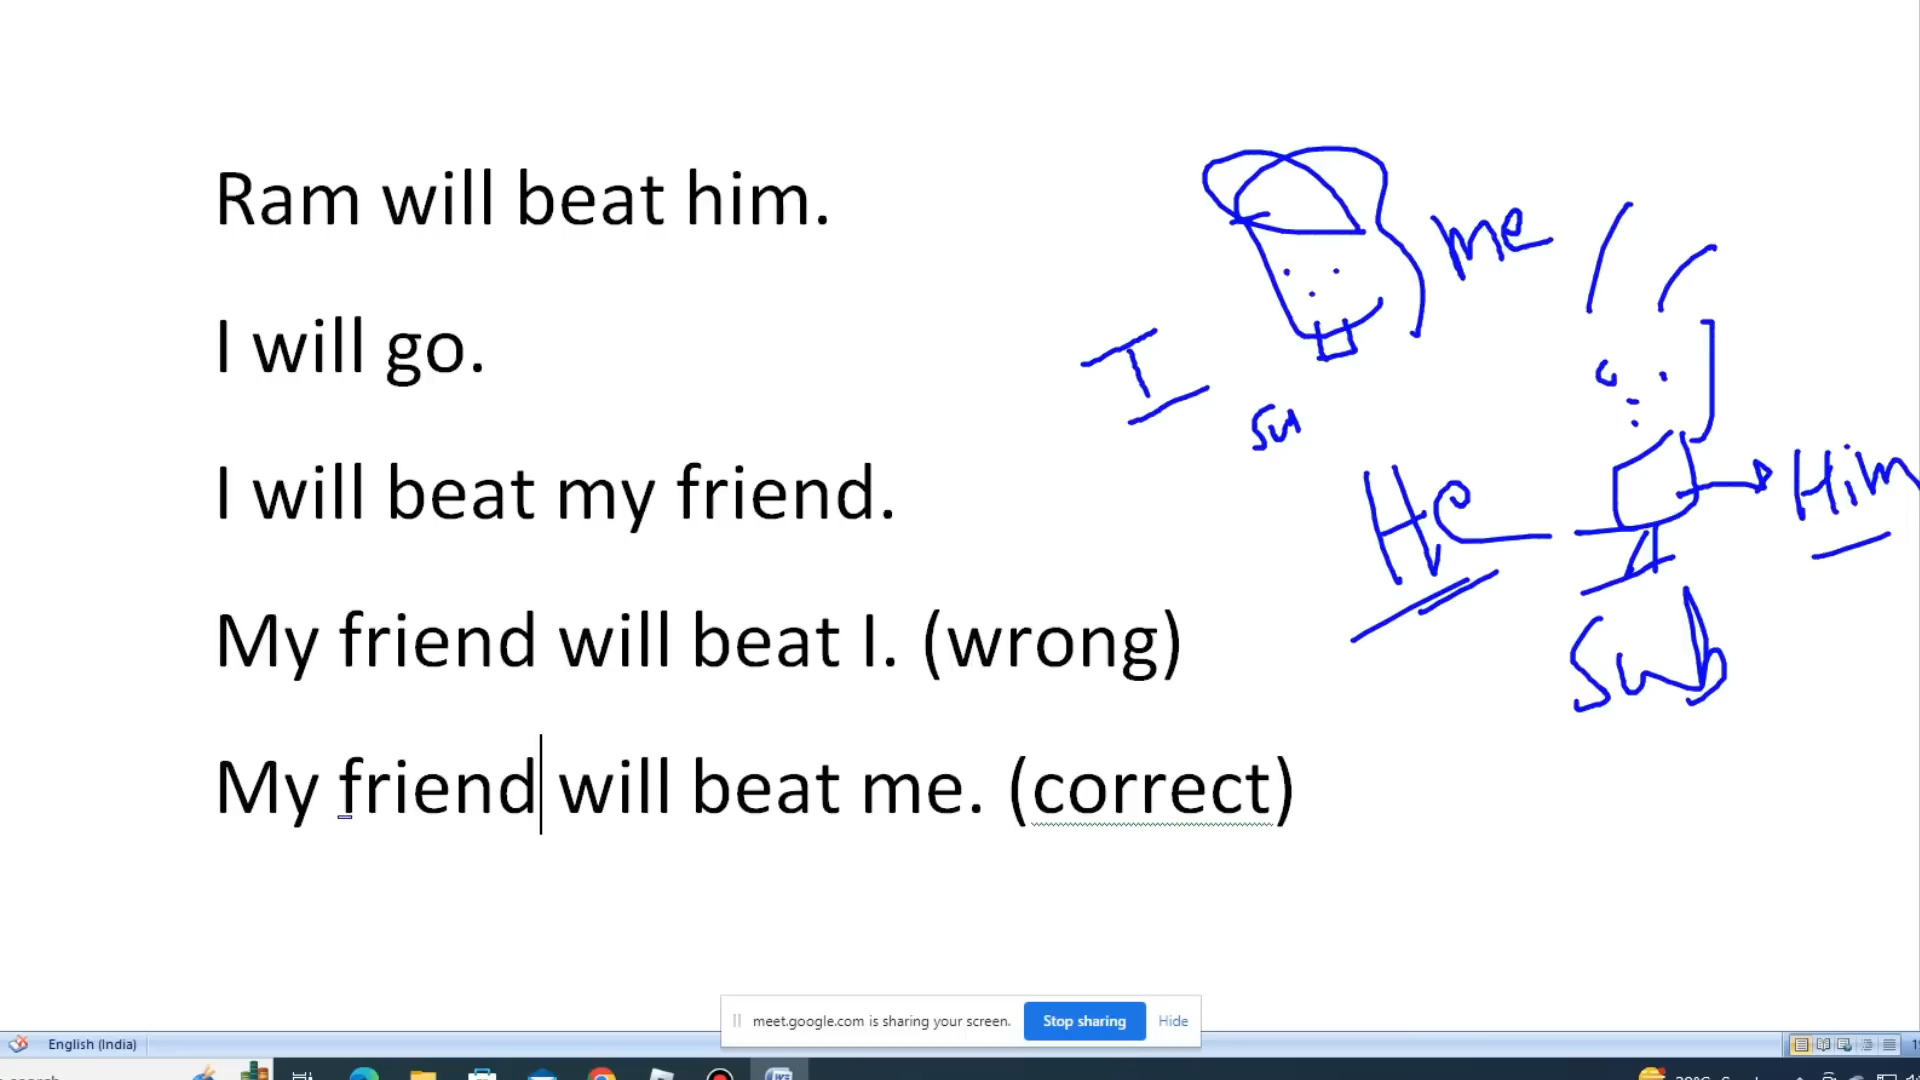 Ram will beat him.
I will go.
I will beat my friend.
My friend will beat I. (wrong)
My friend will beat me. (correct)
me
I
su
He
Him
Sub
meet.google.com is sharing your screen. Stop sharing Hide
English (India)